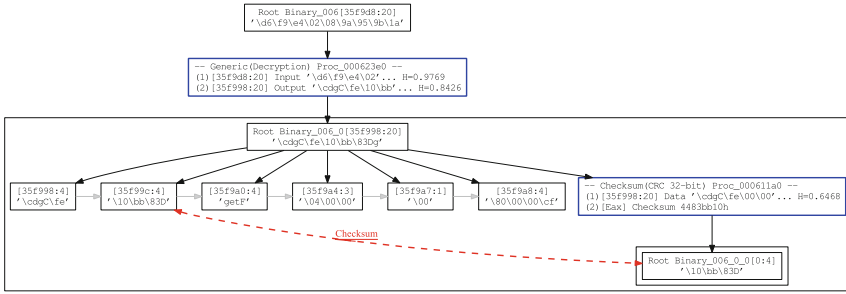 Root Binary_006[35f9d8:20]
'\d6\f9\e4\02\08\9a\95\9b\1a'
-- Generic(Decryption) Proc_000623e0 --
(1)[35f9d8:20] Input '\d6\f9\e4\02'... H=0.9769
(2)[35f998:20] Output '\cdgC\fe\10\bb'... H=0.8426
Root Binary_006_0[35f998:20]
'\cdgC\fe\10\bb\83Dg'
[35f998:4]
'\cdgC\fe'
[35f99c:4]
'\10\bb\83D'
[35f9a0:4]
'getF'
[35f9a4:3]
'\04\00\00'
[35f9a7:1]
'\00'
[35f9a8:4]
'\80\00\00\cf'
-- Checksum(CRC 32-bit) Proc_000611a0 --
(1)[35f998:20] Data '\cdgC\fe\00\00'... H=0.6468
(2)[Eax] Checksum 4483bb10h
Checksum
Root Binary_006_0_0[0:4]
'\10\bb\83D'